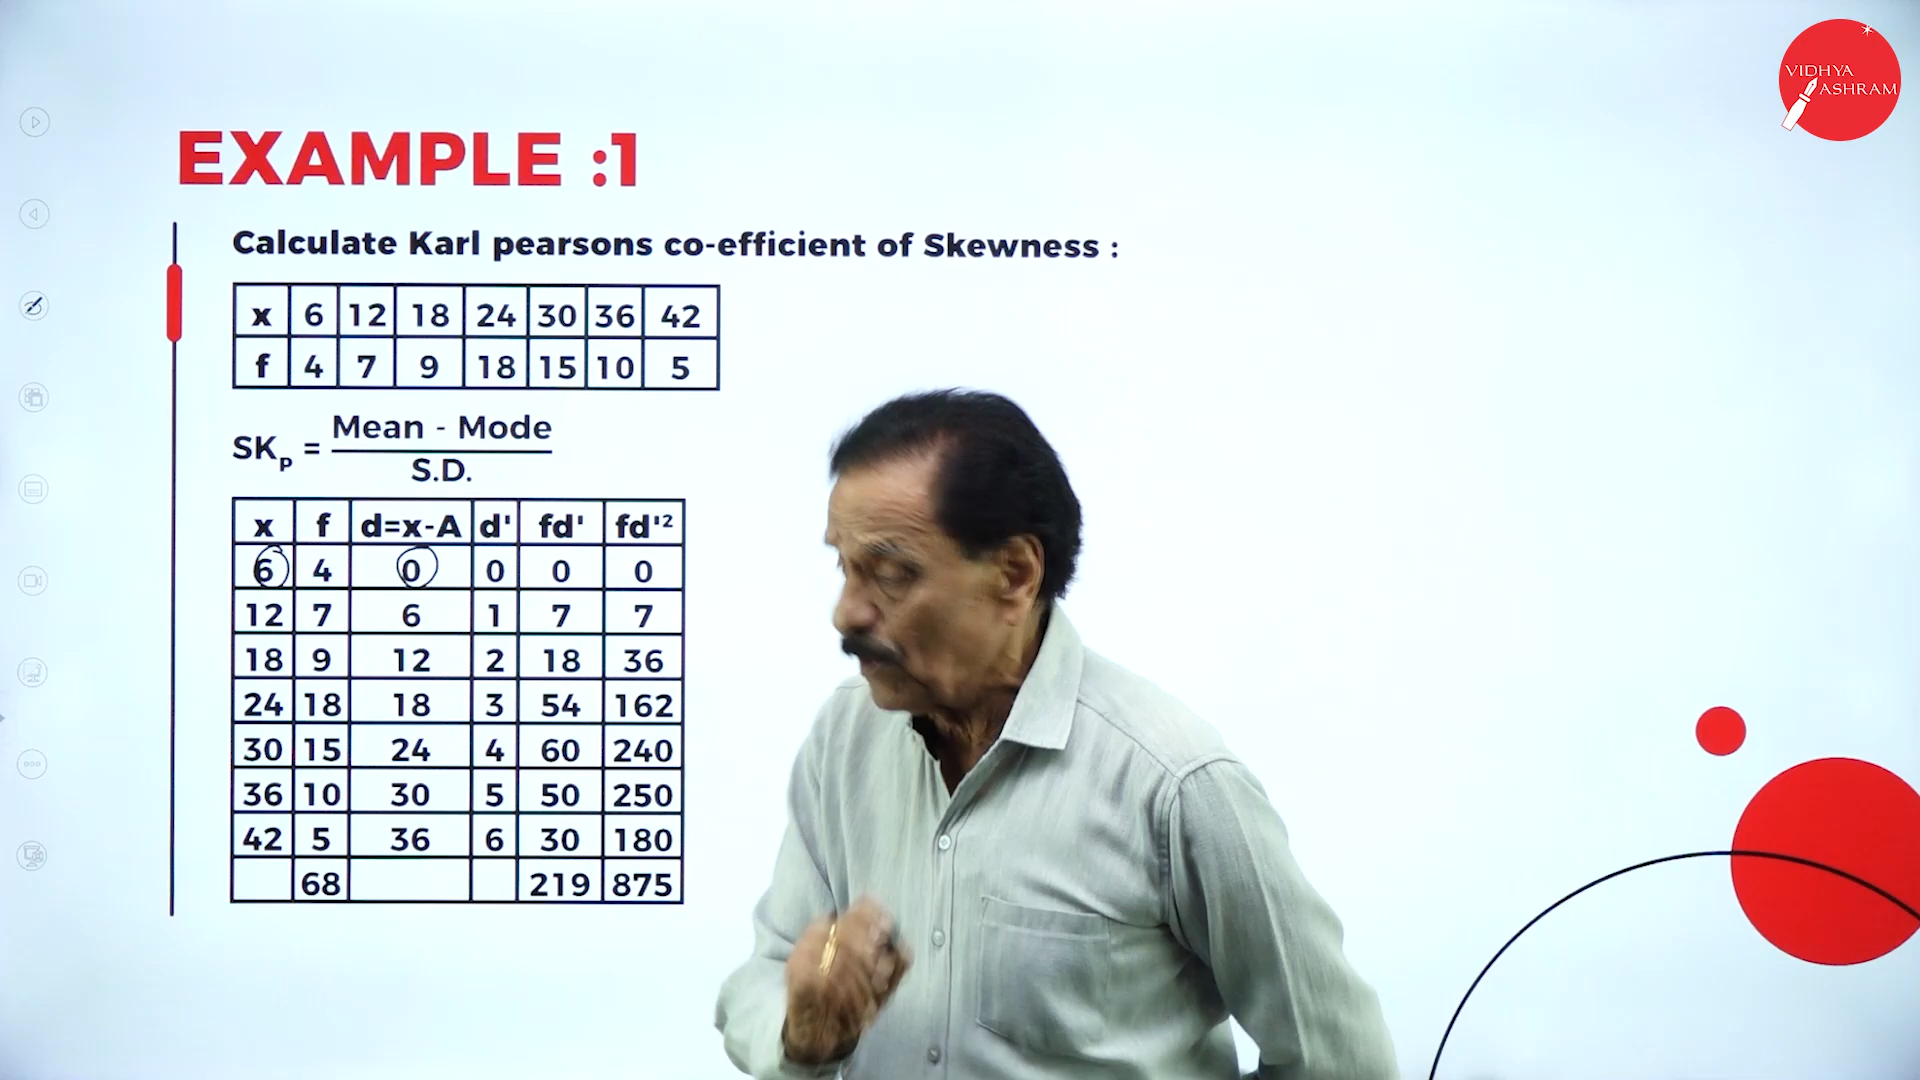 VIDHYA
ASHRAM
EXAMPLE :1
Calculate Karl pearsons co-efficient of Skewness :
x 6 12 18 24 30 36 42
f 4 7 9 18 15 10 5
SKp = Mean - Mode
S.D.
x f d=x-A d' fd' fd'²
6 4 0 0 0 0
12 7 6 1 7 7
18 9 12 2 18 36
24 18 18 3 54 162
30 15 24 4 60 240
36 10 30 5 50 250
42 5 36 6 30 180
68 219 875